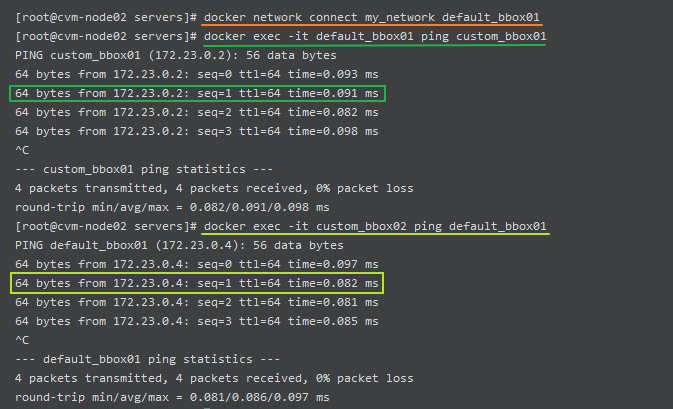 [root@cvm-node02 servers]# docker network connect my_network default_bbox01
[root@cvm-node02 servers]# docker exec -it default_bbox01 ping custom_bbox01
PING custom_bbox01 (172.23.0.2): 56 data bytes
64 bytes from 172.23.0.2: seq=0 ttl=64 time=0.093 ms
64 bytes from 172.23.0.2: seq=1 ttl=64 time=0.091 ms
64 bytes from 172.23.0.2: seq=2 ttl=64 time=0.082 ms
64 bytes from 172.23.0.2: seq=3 ttl=64 time=0.098 ms
^C
--- custom_bbox01 ping statistics ---
4 packets transmitted, 4 packets received, 0% packet loss
round-trip min/avg/max = 0.082/0.091/0.098 ms
[root@cvm-node02 servers]# docker exec -it custom_bbox02 ping default_bbox01
PING default_bbox01 (172.23.0.4): 56 data bytes
64 bytes from 172.23.0.4: seq=0 ttl=64 time=0.097 ms
64 bytes from 172.23.0.4: seq=1 ttl=64 time=0.082 ms
64 bytes from 172.23.0.4: seq=2 ttl=64 time=0.081 ms
64 bytes from 172.23.0.4: seq=3 ttl=64 time=0.085 ms
^C
--- default_bbox01 ping statistics ---
4 packets transmitted, 4 packets received, 0% packet loss
round-trip min/avg/max = 0.081/0.086/0.097 ms